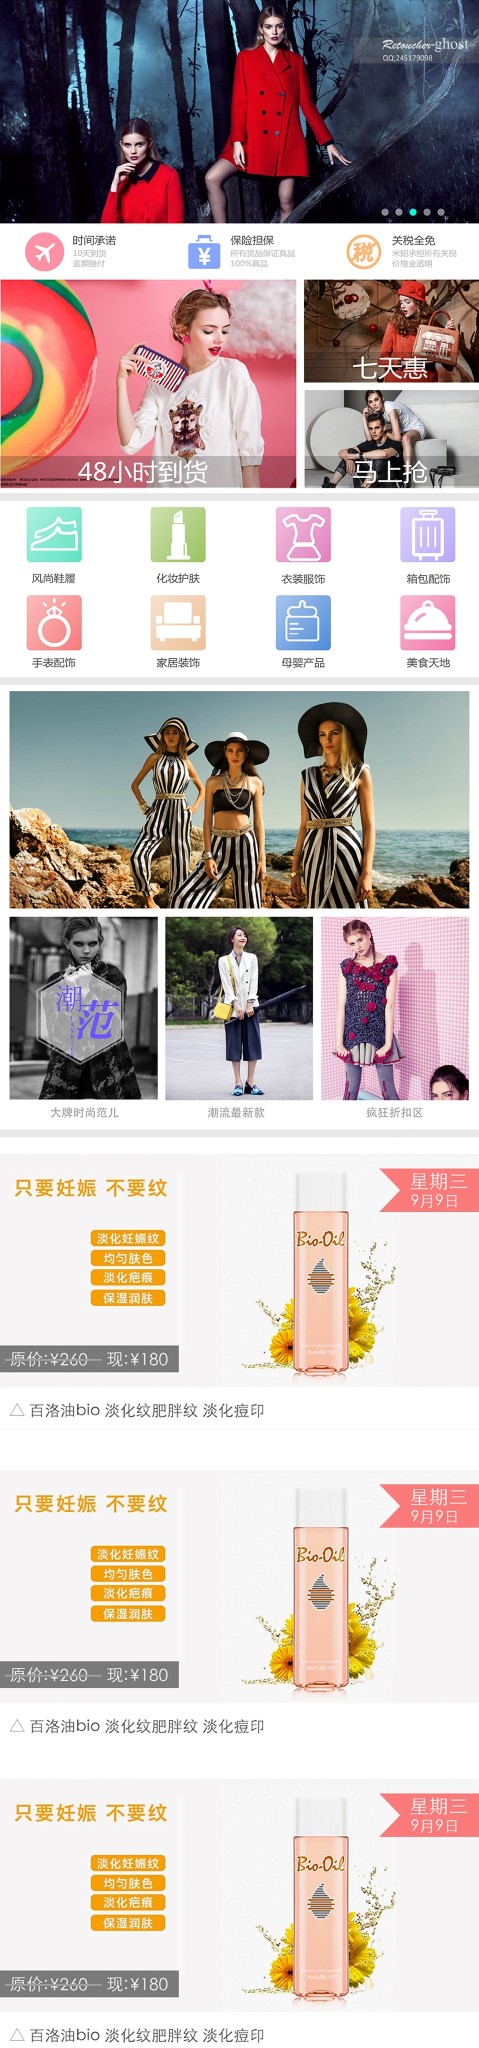 Retoucher-ghost
QQ:245179098
时间承诺
10天到货
逾期赔付
保险担保
所有货品保证真品
100%真品
关税全免
米妞承担所有关税
价格全透明
税
48小时到货
七天惠
马上抢
风尚鞋履
化妆护肤
衣装服饰
箱包配饰
手表配饰
家居装饰
母婴产品
美食天地
潮范
大牌时尚范儿
潮流最新款
疯狂折扣区
只要妊娠 不要纹
星期三
9月9日
淡化妊娠纹
均匀肤色
淡化疤痕
保湿润肤
Bio-Oil
原价:¥260 现:¥180
△ 百洛油bio 淡化纹肥胖纹 淡化痘印
只要妊娠 不要纹
星期三
9月9日
淡化妊娠纹
均匀肤色
淡化疤痕
保湿润肤
Bio-Oil
原价:¥260 现:¥180
△ 百洛油bio 淡化纹肥胖纹 淡化痘印
只要妊娠 不要纹
星期三
9月9日
淡化妊娠纹
均匀肤色
淡化疤痕
保湿润肤
Bio-Oil
原价:¥260 现:¥180
△ 百洛油bio 淡化纹肥胖纹 淡化痘印